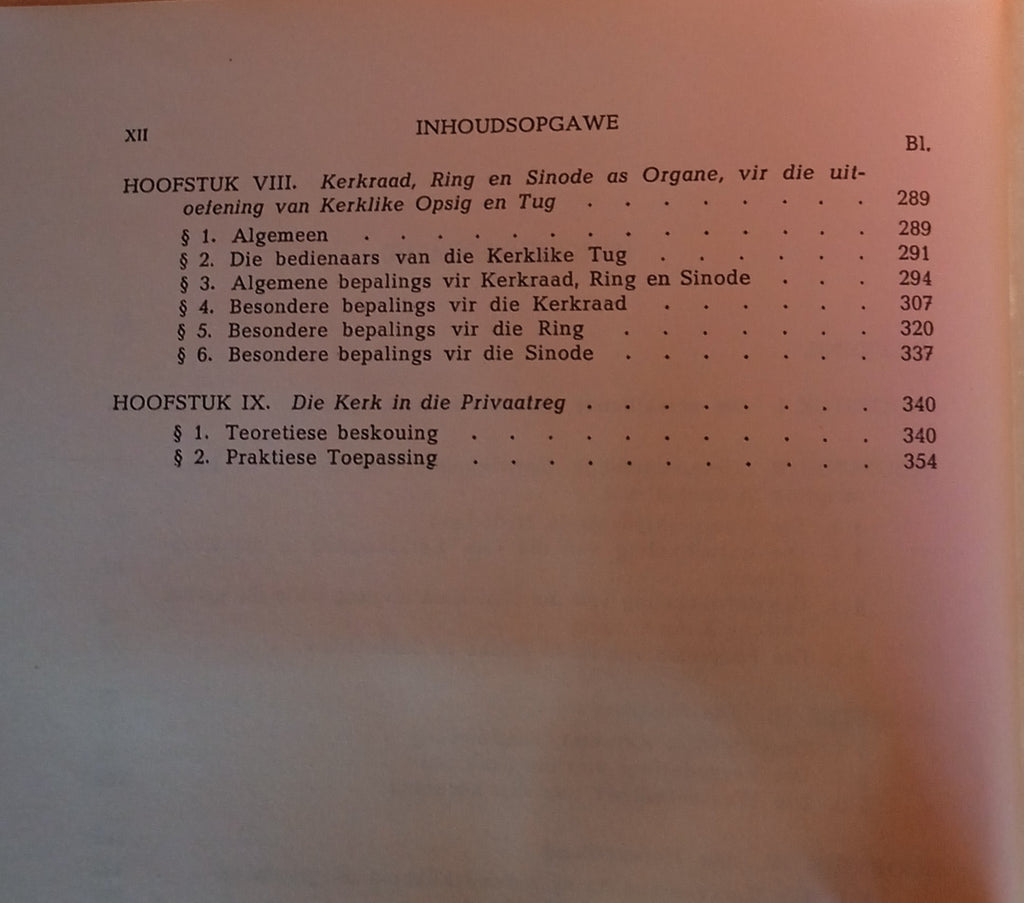 XII INHOUDSOPGAWE
Bl.
HOOFSTUK VIII. Kerkraad, Ring en Sinode as Organe, vir die uit-
oefening van Kerklike Opsig en Tug . . . . . . . . 289
§ 1. Algemeen . . . . . . . . . . . . . . 289
§ 2. Die bedienaars van die Kerklike Tug . . . . . . 291
§ 3. Algemene bepalings vir Kerkraad, Ring en Sinode . . . 294
§ 4. Besondere bepalings vir die Kerkraad . . . . . . 307
§ 5. Besondere bepalings vir die Ring . . . . . . . 320
§ 6. Besondere bepalings vir die Sinode . . . . . . . 337
HOOFSTUK IX. Die Kerk in die Privaatreg . . . . . . . . 340
§ 1. Teoretiese beskouing . . . . . . . . . . . 340
§ 2. Praktiese Toepassing . . . . . . . . . . . 354